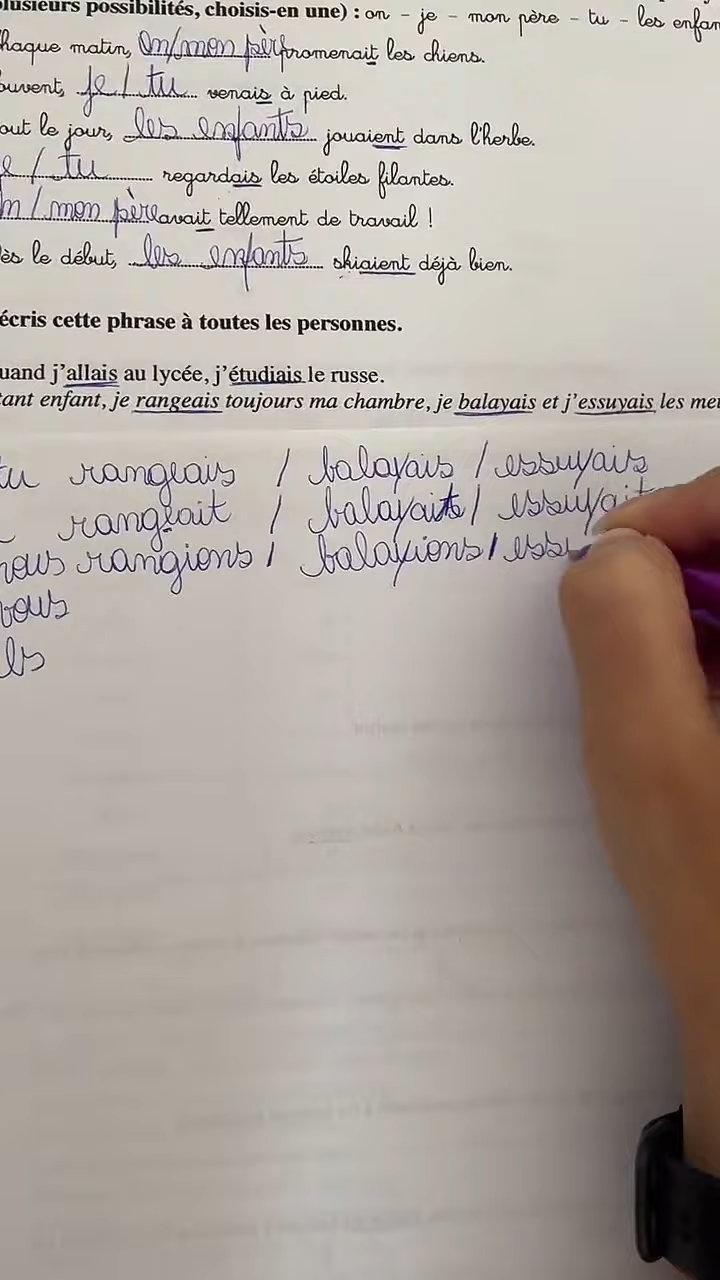 plusieurs possibilités, choisis-en une) : on - je - mon père - tu - les enfan
haque matin, on/mon père promenait les chiens.
ouvent, je / tu venais à pied.
out le jour, les enfants jouaient dans l'herbe.
e / tu regardais les étoiles filantes.
n / mon père avait tellement de travail !
ès le début, les enfants skiaient déjà bien.
écris cette phrase à toutes les personnes.
uand j'allais au lycée, j'étudiais le russe.
tant enfant, je rangeais toujours ma chambre, je balayais et j'essuyais les meu
tu rangeais / balayais / essuyais
rangeait / balayait / essuyait
nous rangions / balayions / essu
vous
ls